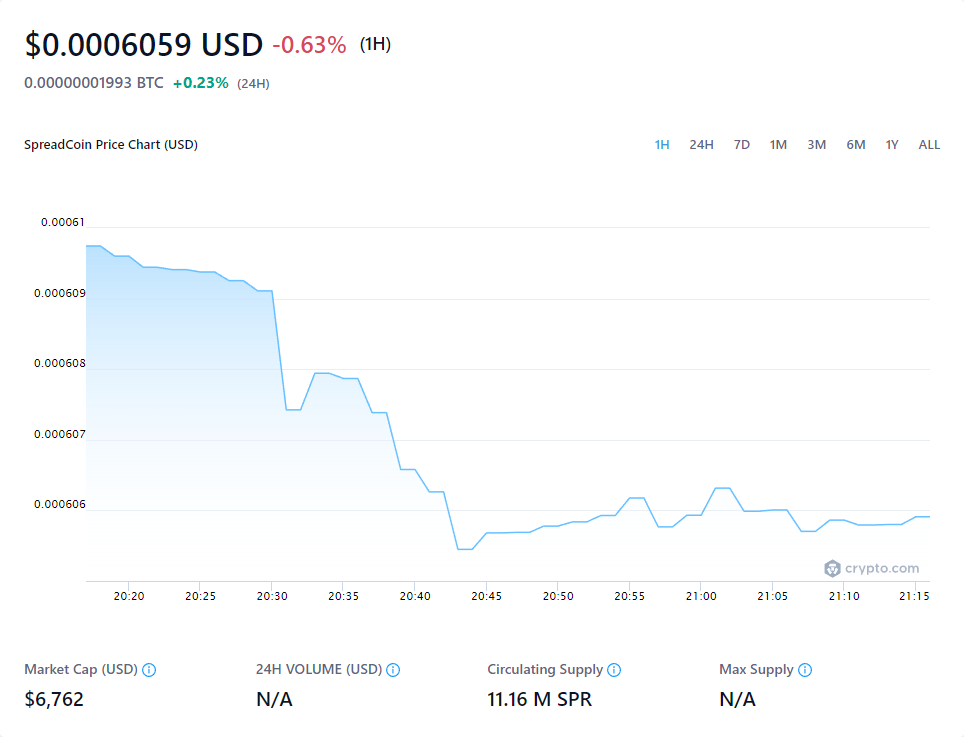 $0.0006059 USD -0.63% (1H)
0.00000001993 BTC +0.23% (24H)
SpreadCoin Price Chart (USD) 1H 24H 7D 1M 3M 6M 1Y ALL
0.00061
0.000609
0.000608
0.000607
0.000606
crypto.com
20:20 20:25 20:30 20:35 20:40 20:45 20:50 20:55 21:00 21:05 21:10 21:15
Market Cap (USD) 24H VOLUME (USD) Circulating Supply Max Supply
$6,762 N/A 11.16 M SPR N/A